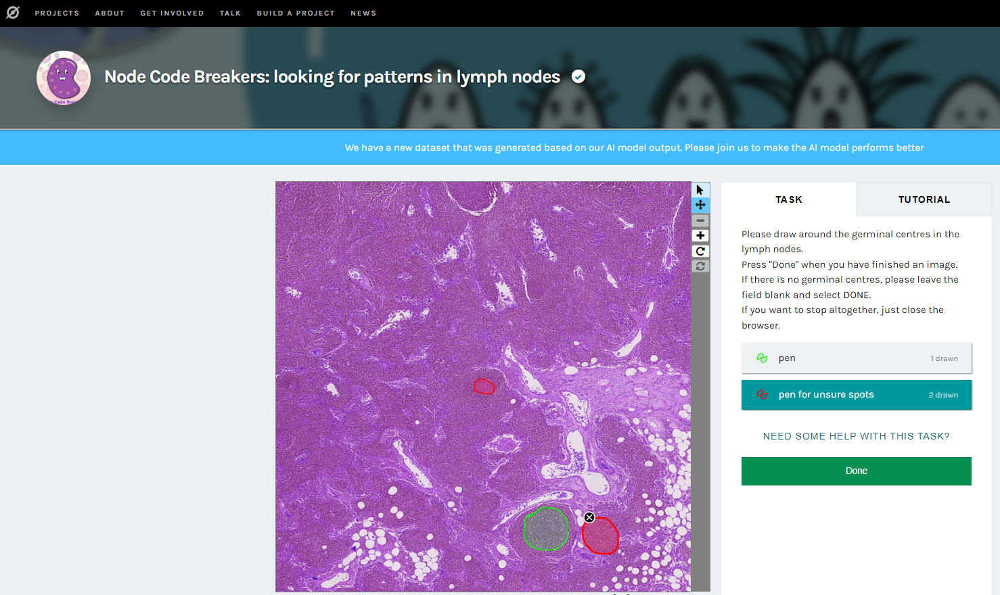 PROJECTS ABOUT GET INVOLVED TALK BUILD A PROJECT NEWS
Node Code Breakers: looking for patterns in lymph nodes
We have a new dataset that was generated based on our AI model output. Please join us to make the AI model performs better
TASK
TUTORIAL
Please draw around the germinal centres in the
lymph nodes.
Press "Done" when you have finished an image.
If there is no germinal centres, please leave the
field blank and select DONE.
If you want to stop altogether, just close the
browser.
pen 1 drawn
pen for unsure spots 2 drawn
NEED SOME HELP WITH THIS TASK?
Done